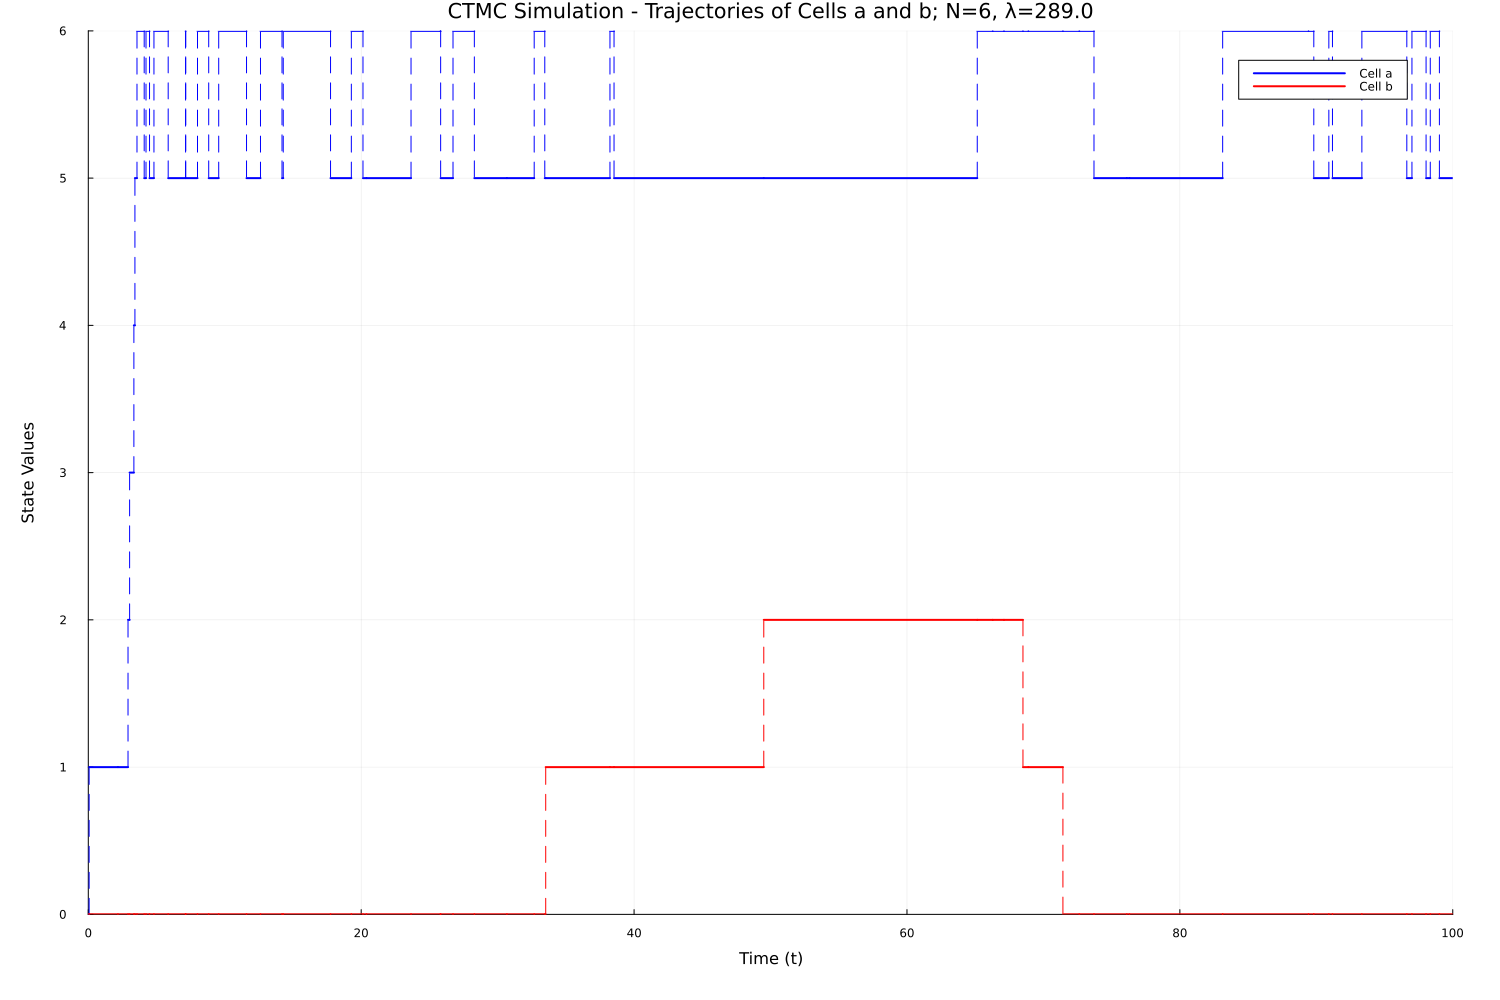 CTMC Simulation - Trajectories of Cells a and b; N=6, λ=289.0
6
Cell a
Cell b
5
4
3
2
1
0
State Values
0 20 40 60 80 100
Time (t)